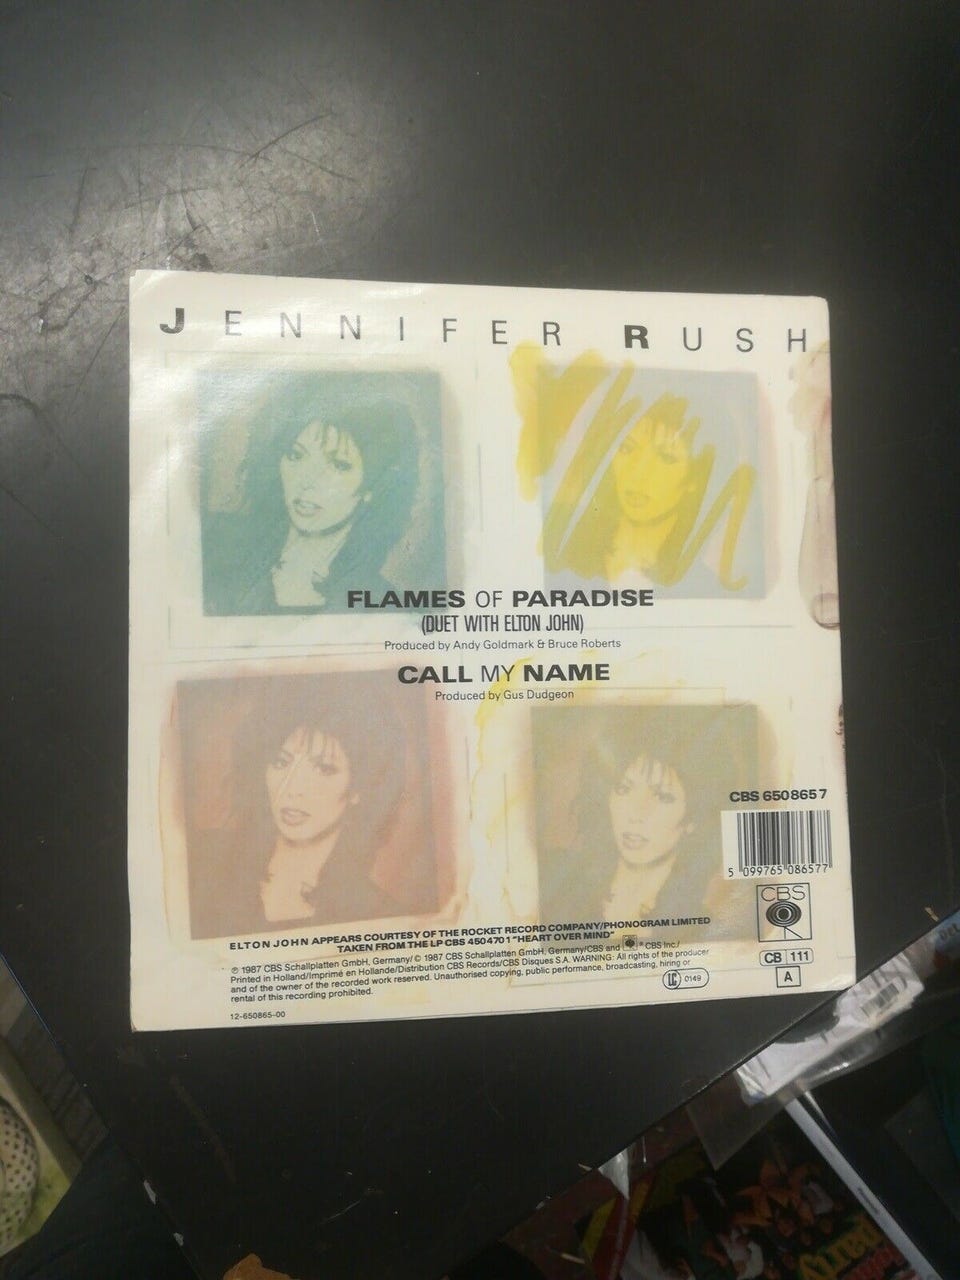 JENNIFER RUSH
FLAMES OF PARADISE
(DUET WITH ELTON JOHN)
Produced by Andy Goldmark & Bruce Roberts
CALL MY NAME
Produced by Gus Dudgeon
CBS 650865 7
5 099765 086577
CBS
CB 111
A
ELTON JOHN APPEARS COURTESY OF THE ROCKET RECORD COMPANY/PHONOGRAM LIMITED
TAKEN FROM THE LP CBS 450470 1 "HEART OVER MIND"
℗ 1987 CBS Schallplatten GmbH, Germany/ © 1987 CBS Schallplatten GmbH, Germany/CBS and ® CBS Inc./
Printed in Holland/Imprimé en Hollande/Distribution CBS Records/CBS Disques S.A. WARNING: All rights of the producer
and of the owner of the recorded work reserved. Unauthorised copying, public performance, broadcasting, hiring or
rental of this recording prohibited.
LC 0149
12-650865-00